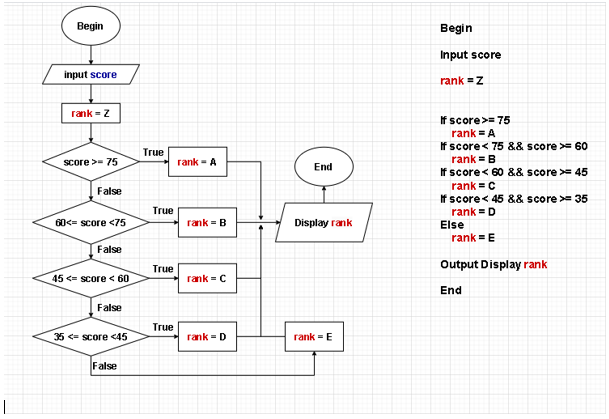 Begin
input score
rank = Z
score >= 75
True
rank = A
False
60<= score <75
True
rank = B
False
45 <= score < 60
True
rank = C
False
35 <= score <45
True
rank = D
False
rank = E
Display rank
End
Begin
Input score
rank = Z
If score>= 75
rank = A
If score< 75 && score >= 60
rank = B
If score< 60 && score >= 45
rank = C
If score< 45 && score >= 35
rank = D
Else
rank = E
Output Display rank
End